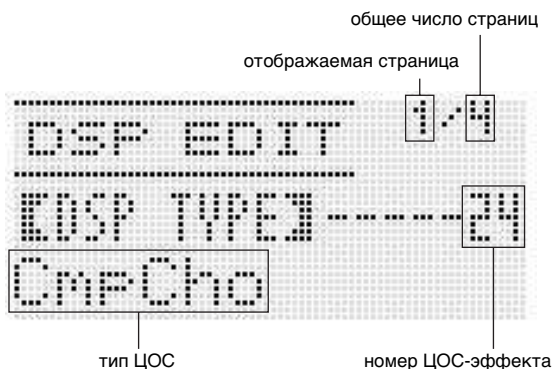 общее число страниц
отображаемая страница
DSP EDIT 1/4
【DSP TYPE】-----24
CmpCho
тип ЦОС
номер ЦОС-эффекта